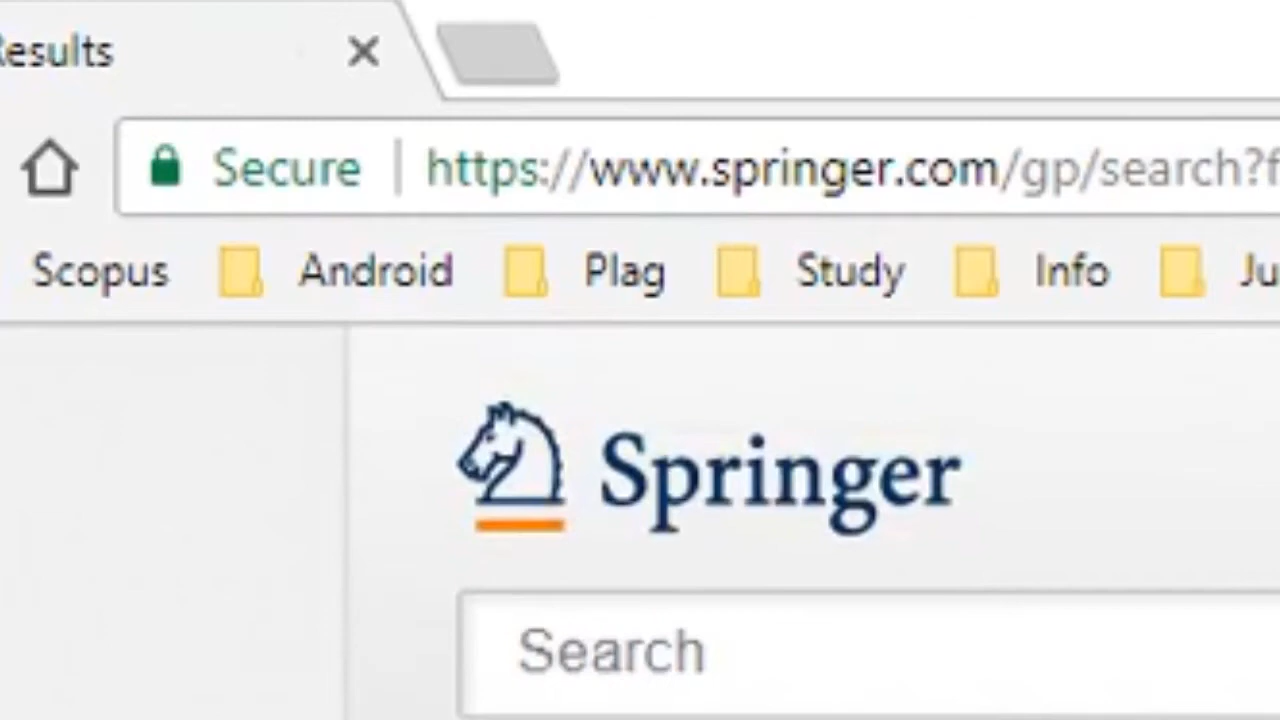 Results
Secure | https://www.springer.com/gp/search?f
Scopus Android Plag Study Info Ju
Springer
Search